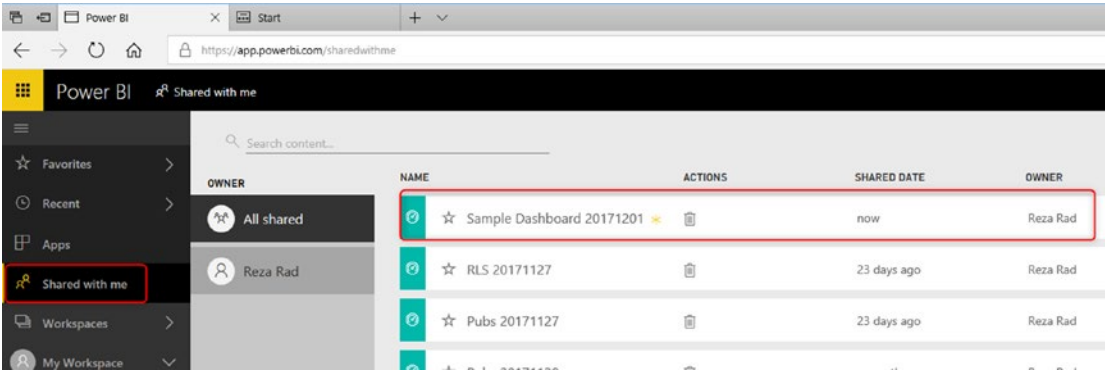 Power BI
Start
https://app.powerbi.com/sharedwithme
Power BI
Shared with me
Search content...
Favorites
Recent
Apps
Shared with me
Workspaces
My Workspace
OWNER
All shared
Reza Rad
NAME ACTIONS SHARED DATE OWNER
Sample Dashboard 20171201 now Reza Rad
RLS 20171127 23 days ago Reza Rad
Pubs 20171127 23 days ago Reza Rad